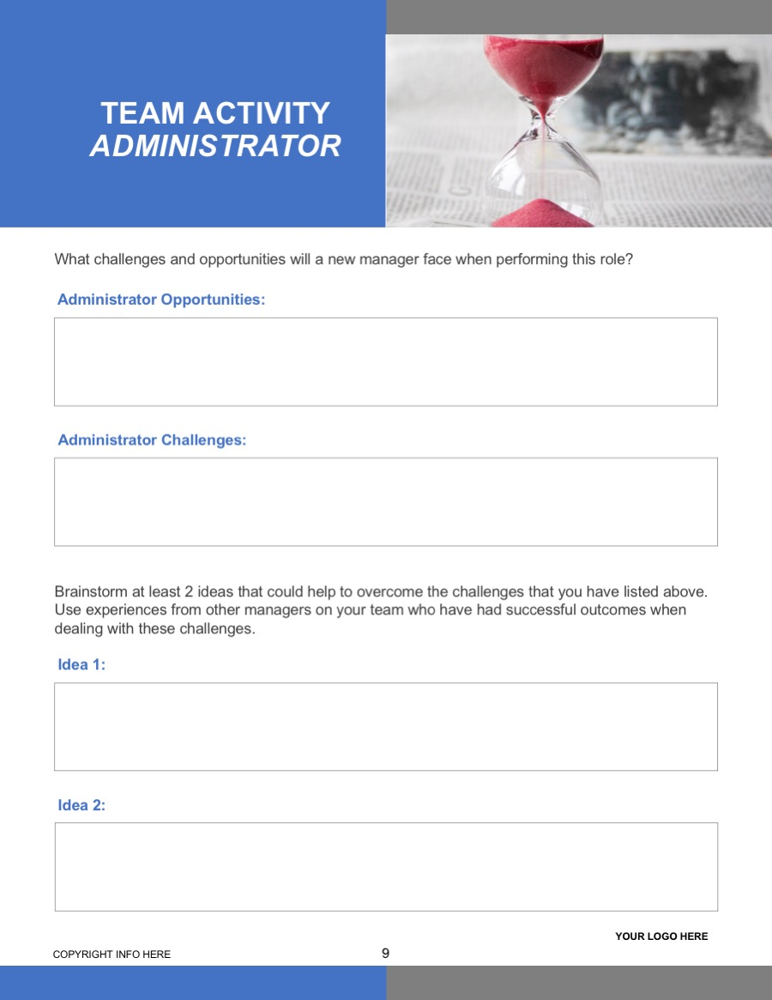 TEAM ACTIVITY
ADMINISTRATOR
What challenges and opportunities will a new manager face when performing this role?
Administrator Opportunities:
Administrator Challenges:
Brainstorm at least 2 ideas that could help to overcome the challenges that you have listed above.
Use experiences from other managers on your team who have had successful outcomes when
dealing with these challenges.
Idea 1:
Idea 2:
YOUR LOGO HERE
COPYRIGHT INFO HERE
9